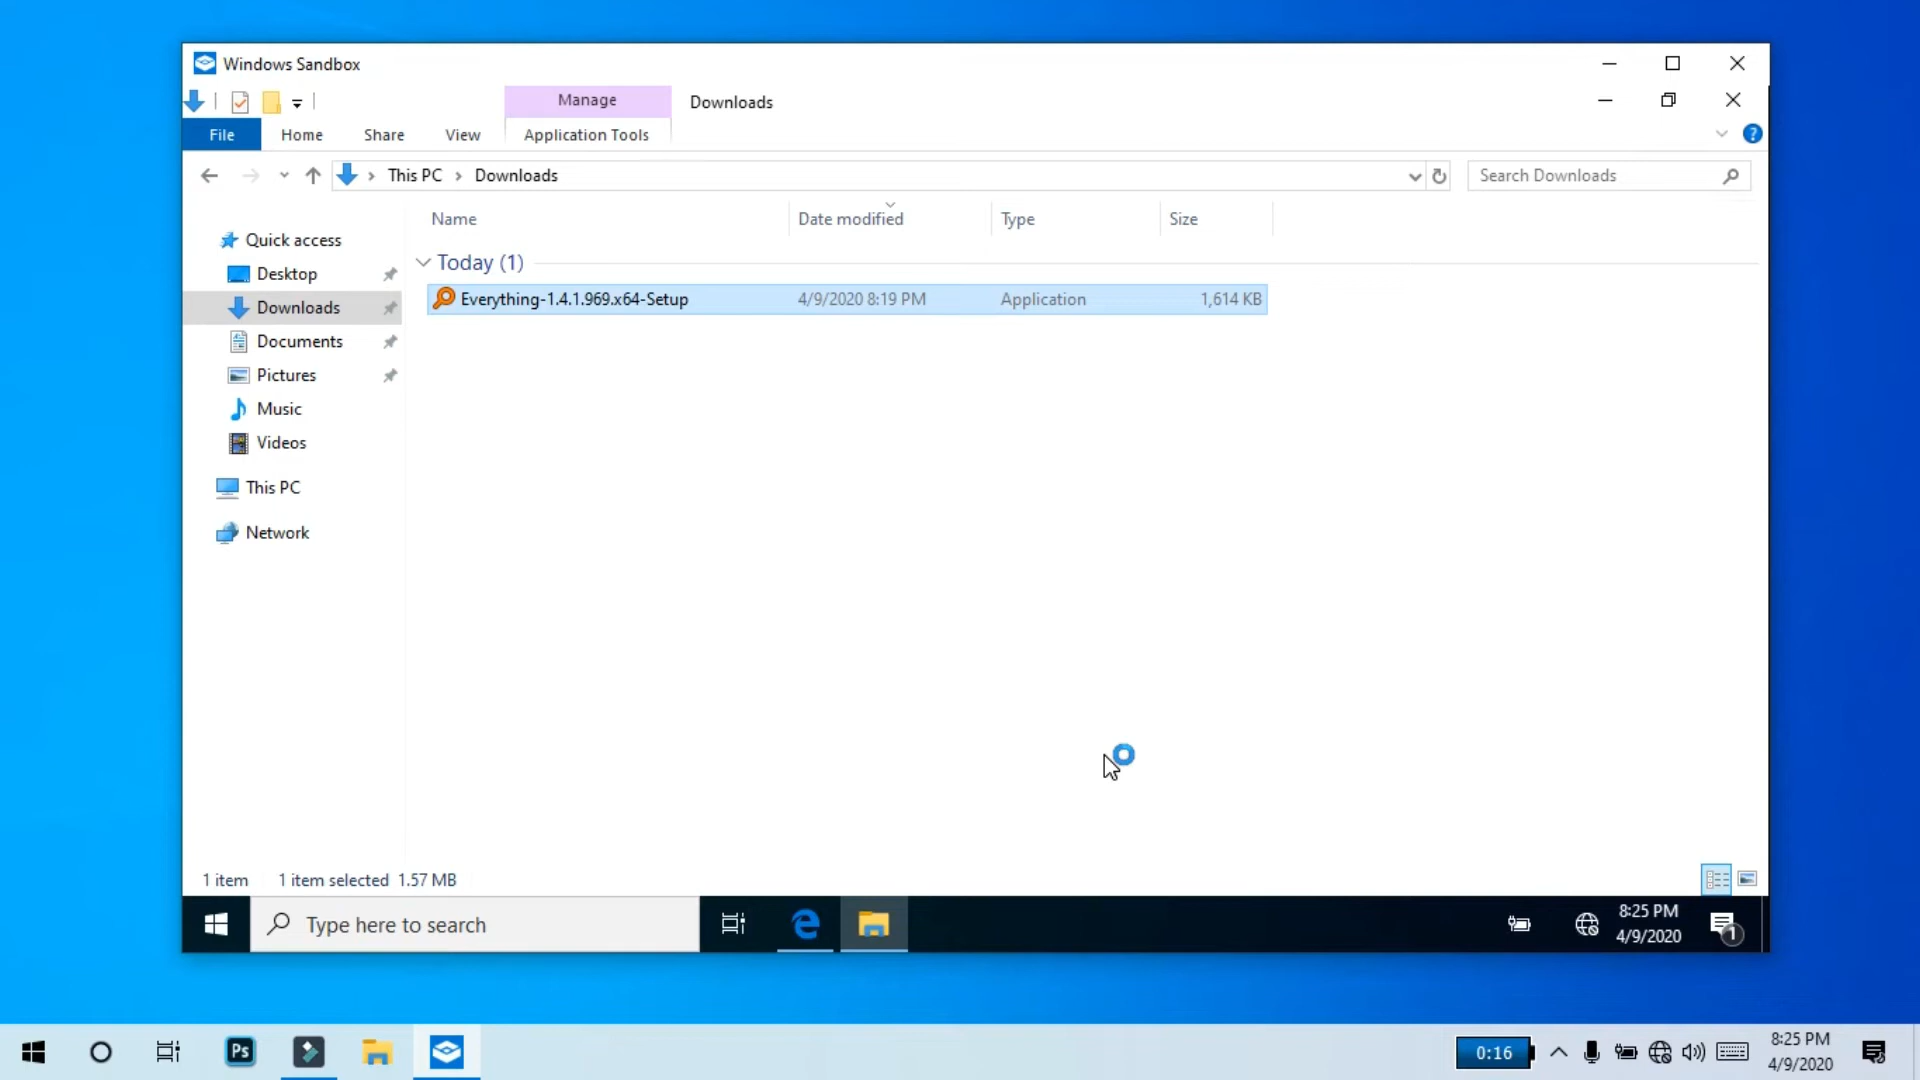 Windows Sandbox
Manage
Downloads
File
Home
Share
View
Application Tools
?
This PC
Downloads
Search Downloads
Name
Date modified
Type
Size
Quick access
Desktop
Downloads
Documents
Pictures
Music
Videos
This PC
Network
Today (1)
Everything-1.4.1.969.x64-Setup
4/9/2020 8:19 PM
Application
1,614 KB
1 item
1 item selected 1.57 MB
Type here to search
8:25 PM
4/9/2020
1
Ps
0:16
8:25 PM
4/9/2020